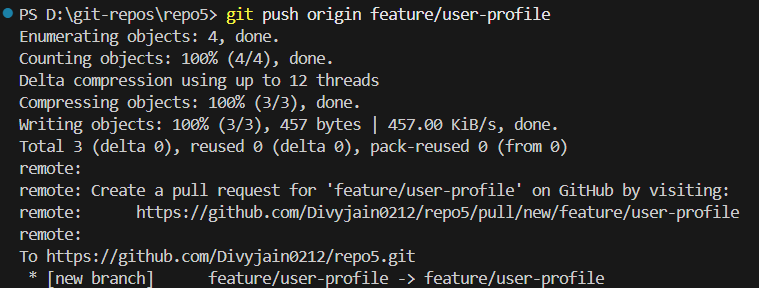 PS D:\git-repos\repo5> git push origin feature/user-profile
Enumerating objects: 4, done.
Counting objects: 100% (4/4), done.
Delta compression using up to 12 threads
Compressing objects: 100% (3/3), done.
Writing objects: 100% (3/3), 457 bytes | 457.00 KiB/s, done.
Total 3 (delta 0), reused 0 (delta 0), pack-reused 0 (from 0)
remote:
remote: Create a pull request for 'feature/user-profile' on GitHub by visiting:
remote:      https://github.com/Divyjain0212/repo5/pull/new/feature/user-profile
remote:
To https://github.com/Divyjain0212/repo5.git
 * [new branch]      feature/user-profile -> feature/user-profile